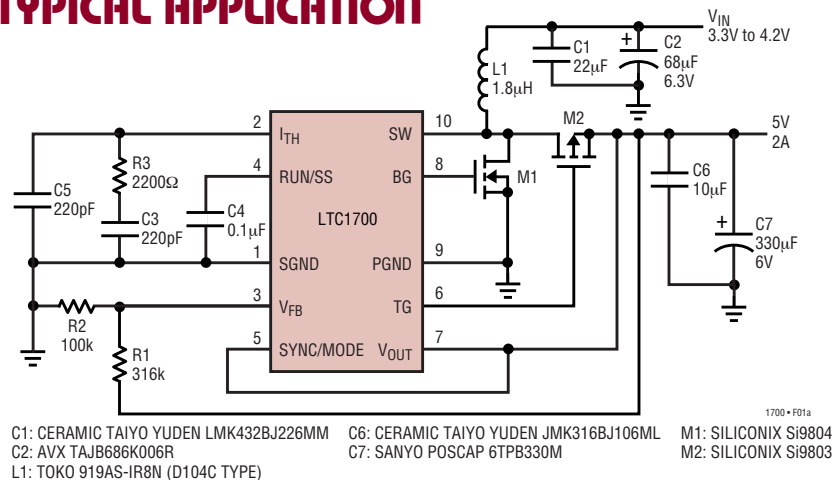 TYPICAL APPLICATION
VIN
3.3V to 4.2V
C1
22µF
+
C2
68µF
6.3V
L1
1.8µH
M2
5V
2A
2
ITH
SW
10
R3
2200Ω
4
RUN/SS
BG
8
M1
C6
10µF
C5
220pF
C3
220pF
C4
0.1µF
LTC1700
+
C7
330µF
6V
1
SGND
PGND
9
3
VFB
TG
6
R2
100k
5
SYNC/MODE
VOUT
7
R1
316k
1700 • F01a
C1: CERAMIC TAIYO YUDEN LMK432BJ226MM
C2: AVX TAJB686K006R
L1: TOKO 919AS-IR8N (D104C TYPE)
C6: CERAMIC TAIYO YUDEN JMK316BJ106ML
C7: SANYO POSCAP 6TPB330M
M1: SILICONIX Si9804
M2: SILICONIX Si9803